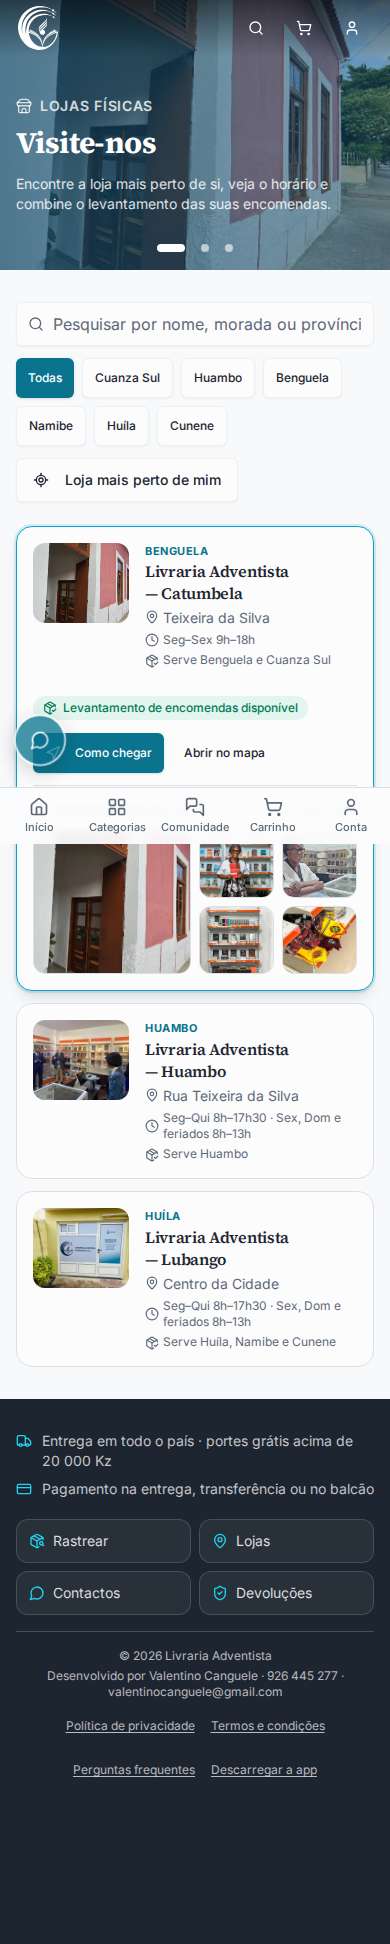 LOJAS FÍSICAS
Visite-nos
Encontre a loja mais perto de si, veja o horário e
combine o levantamento das suas encomendas.
Pesquisar por nome, morada ou provínci
Todas
Cuanza Sul
Huambo
Benguela
Namibe
Huíla
Cunene
Loja mais perto de mim
BENGUELA
Livraria Adventista
— Catumbela
Teixeira da Silva
Seg–Sex 9h–18h
Serve Benguela e Cuanza Sul
Levantamento de encomendas disponível
Como chegar
Abrir no mapa
Início
Categorias
Comunidade
Carrinho
Conta
HUAMBO
Livraria Adventista
— Huambo
Rua Teixeira da Silva
Seg–Qui 8h–17h30 · Sex, Dom e
feriados 8h–13h
Serve Huambo
HUÍLA
Livraria Adventista
— Lubango
Centro da Cidade
Seg–Qui 8h–17h30 · Sex, Dom e
feriados 8h–13h
Serve Huíla, Namibe e Cunene
Entrega em todo o país · portes grátis acima de
20 000 Kz
Pagamento na entrega, transferência ou no balcão
Rastrear
Lojas
Contactos
Devoluções
© 2026 Livraria Adventista
Desenvolvido por Valentino Canguele · 926 445 277 ·
valentinocanguele@gmail.com
Política de privacidade
Termos e condições
Perguntas frequentes
Descarregar a app